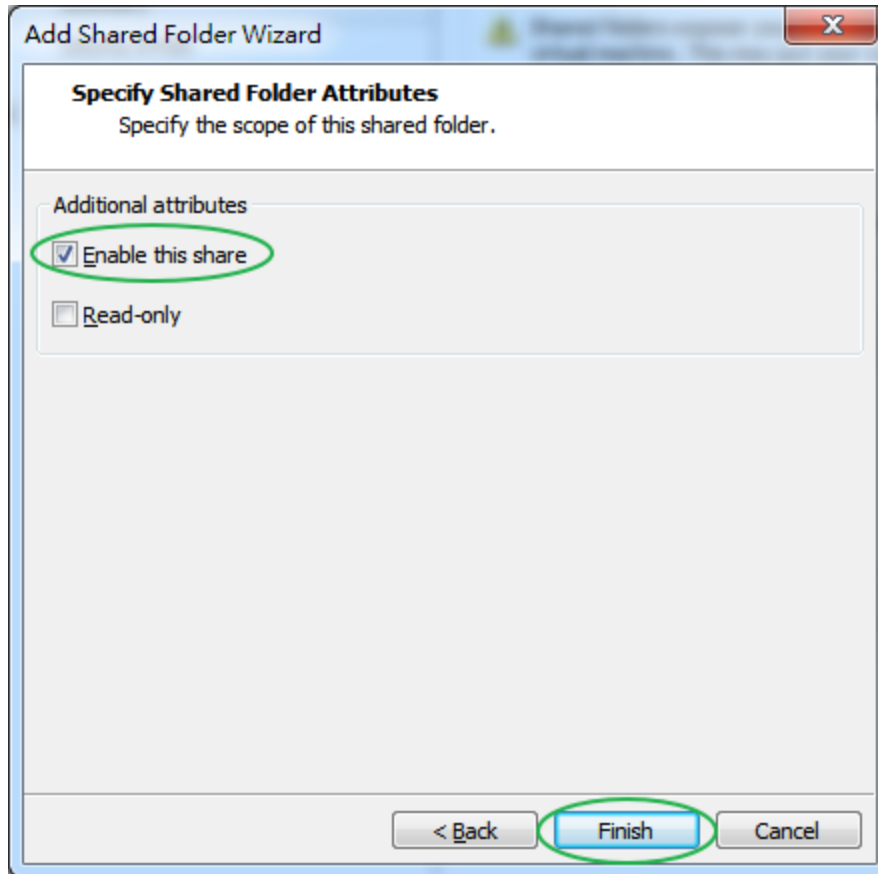 Add Shared Folder Wizard
Specify Shared Folder Attributes
Specify the scope of this shared folder.
Additional attributes
Enable this share
Read-only
< Back
Finish
Cancel